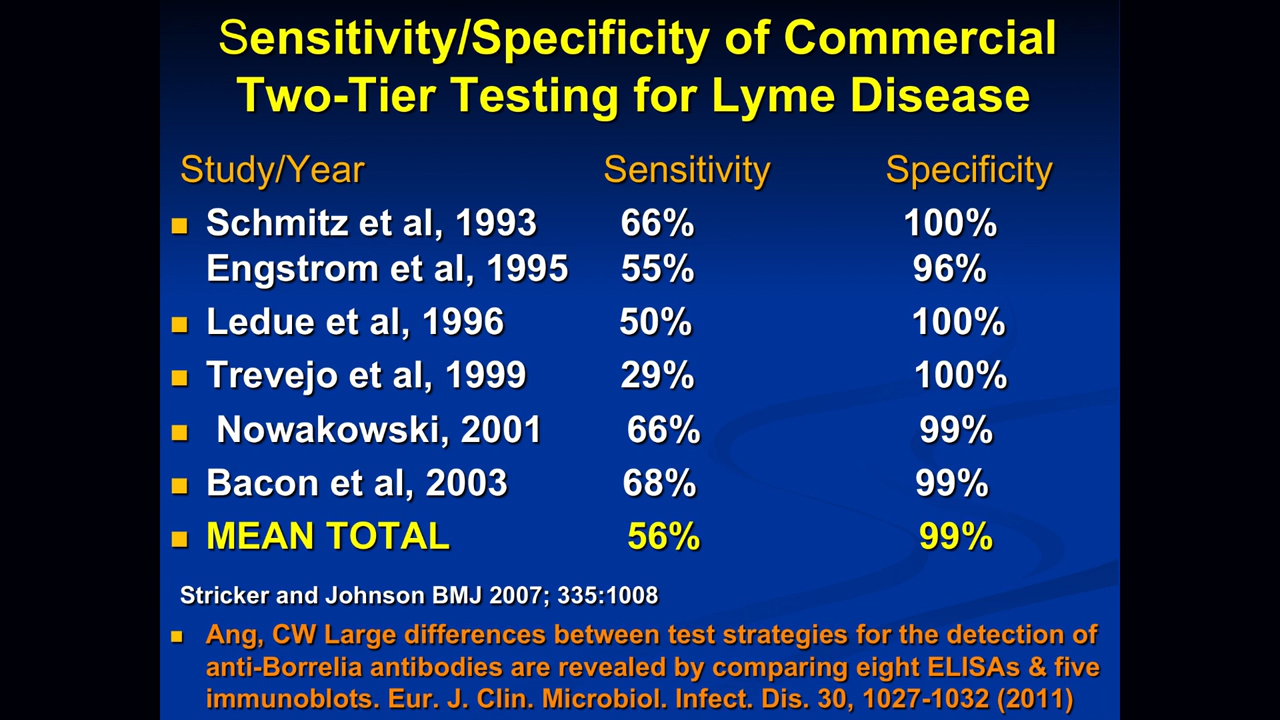 Sensitivity/Specificity of Commercial
Two-Tier Testing for Lyme Disease
Study/Year Sensitivity Specificity
Schmitz et al, 1993 66% 100%
Engstrom et al, 1995 55% 96%
Ledue et al, 1996 50% 100%
Trevejo et al, 1999 29% 100%
Nowakowski, 2001 66% 99%
Bacon et al, 2003 68% 99%
MEAN TOTAL 56% 99%
Stricker and Johnson BMJ 2007; 335:1008
Ang, CW Large differences between test strategies for the detection of
anti-Borrelia antibodies are revealed by comparing eight ELISAs & five
immunoblots. Eur. J. Clin. Microbiol. Infect. Dis. 30, 1027-1032 (2011)